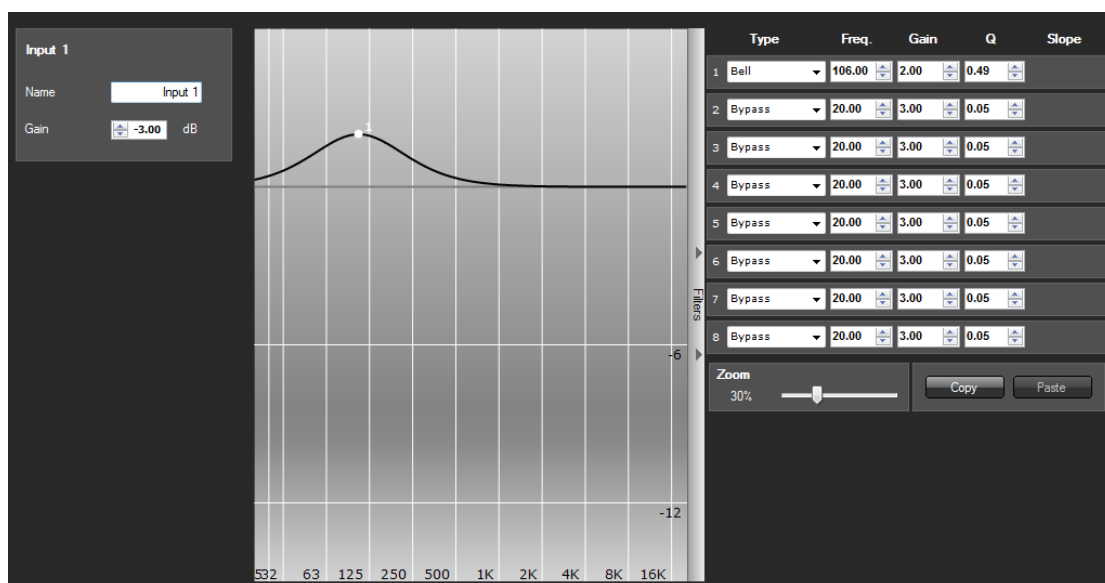 Input 1
Name Input 1
Gain -3.00 dB
1
-6
-12
532 63 125 250 500 1K 2K 4K 8K 16K
Filters
Type Freq. Gain Q Slope
1 Bell 106.00 2.00 0.49
2 Bypass 20.00 3.00 0.05
3 Bypass 20.00 3.00 0.05
4 Bypass 20.00 3.00 0.05
5 Bypass 20.00 3.00 0.05
6 Bypass 20.00 3.00 0.05
7 Bypass 20.00 3.00 0.05
8 Bypass 20.00 3.00 0.05
Zoom
30%
Copy Paste